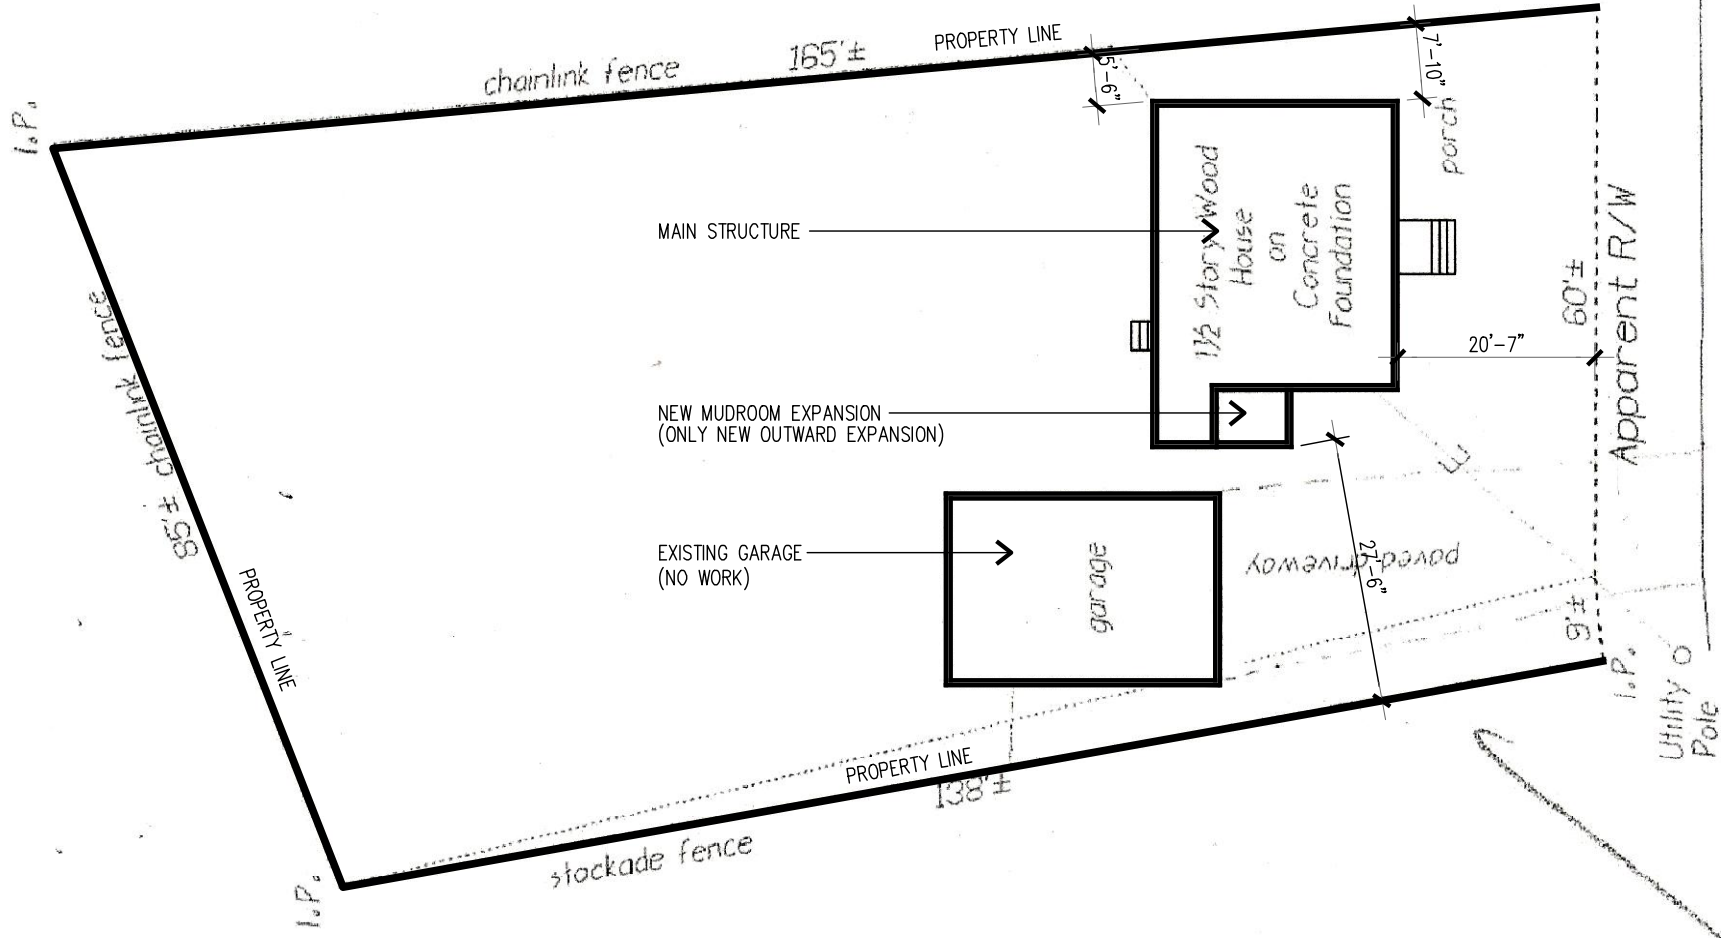 PROPERTY LINE
165'±
chainlink fence
I.P.
5'-6"
7'-10"
porch
MAIN STRUCTURE
1½ Story Wood
House
on
Concrete
Foundation
60'±
Apparent R/W
20'-7"
85'± chainlink fence
NEW MUDROOM EXPANSION
(ONLY NEW OUTWARD EXPANSION)
E
EXISTING GARAGE
(NO WORK)
garage
paved driveway
27'-6"
9'±
I.P.
Utility
Pole
PROPERTY LINE
PROPERTY LINE
138'±
stockade fence
I.P.